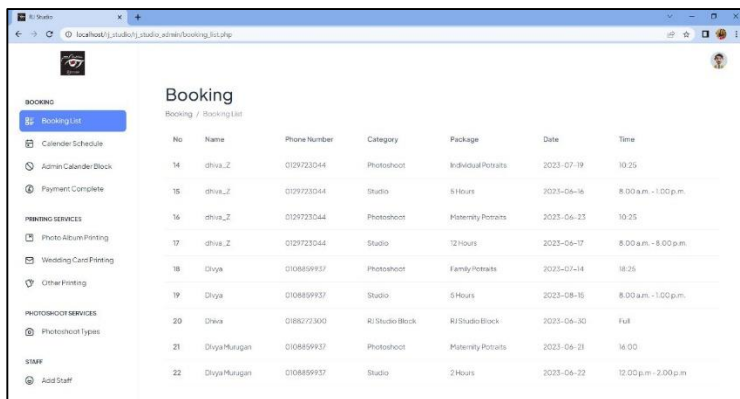 RJ Studio
localhost/rj_studio/rj_studio_admin/booking_list.php
BOOKING
Booking List
Calender Schedule
Admin Calander Block
Payment Complete
PRINTING SERVICES
Photo Album Printing
Wedding Card Printing
Other Printing
PHOTOSHOOT SERVICES
Photoshoot Types
STAFF
Add Staff
Booking
Booking / Booking List
No Name Phone Number Category Package Date Time
14 dhiva_Z 0129723044 Photoshoot Individual Potraits 2023-07-19 10:25
15 dhiva_Z 0129723044 Studio 5 Hours 2023-06-16 8.00 a.m. - 1.00 p.m.
16 dhiva_Z 0129723044 Photoshoot Maternity Potraits 2023-06-23 10:25
17 dhiva_Z 0129723044 Studio 12 Hours 2023-06-17 8.00 a.m. - 8.00 p.m.
18 Divya 0108859937 Photoshoot Family Potraits 2023-07-14 18:25
19 Divya 0108859937 Studio 5 Hours 2023-08-15 8.00 a.m. - 1.00 p.m.
20 Dhiva 0188272300 RJ Studio Block RJ Studio Block 2023-06-30 Full
21 Divya Murugan 0108859937 Photoshoot Maternity Potraits 2023-06-21 16:00
22 Divya Murugan 0108859937 Studio 2 Hours 2023-06-22 12.00 p.m - 2.00 p.m